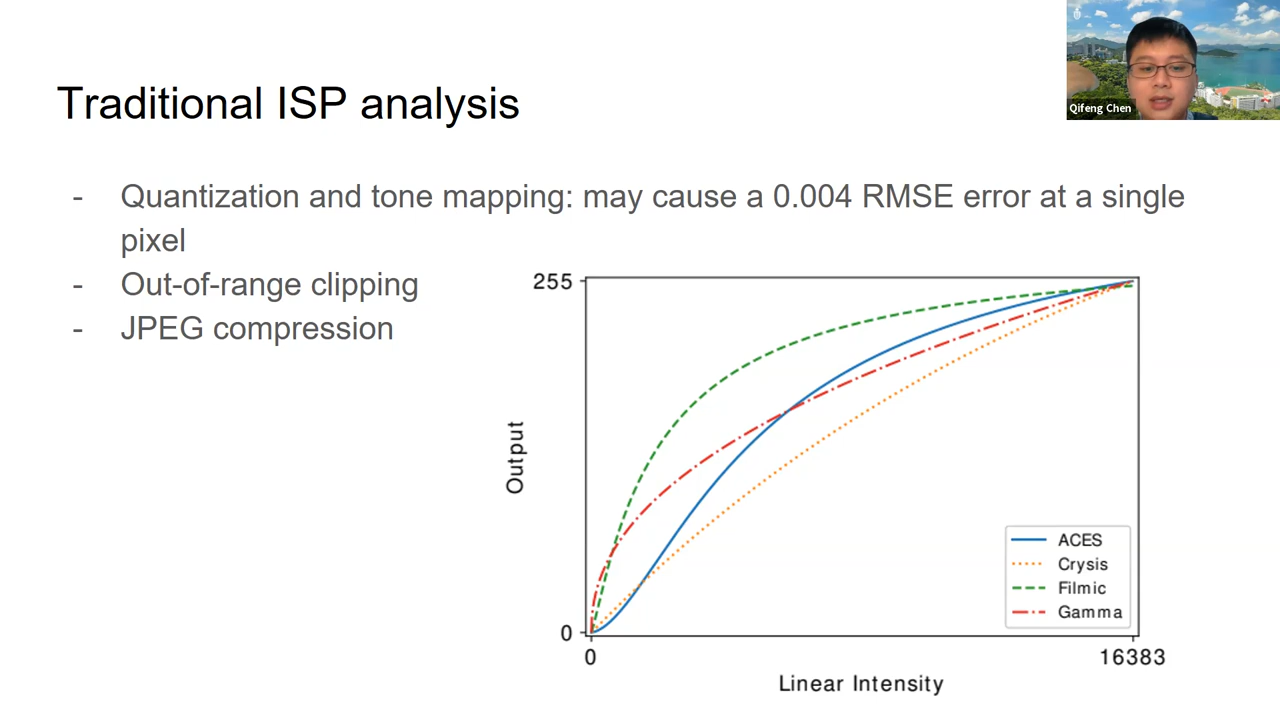 Traditional ISP analysis
Qifeng Chen
- Quantization and tone mapping: may cause a 0.004 RMSE error at a single
pixel
- Out-of-range clipping
- JPEG compression
255
Output
0
0
16383
Linear Intensity
ACES
Crysis
Filmic
Gamma